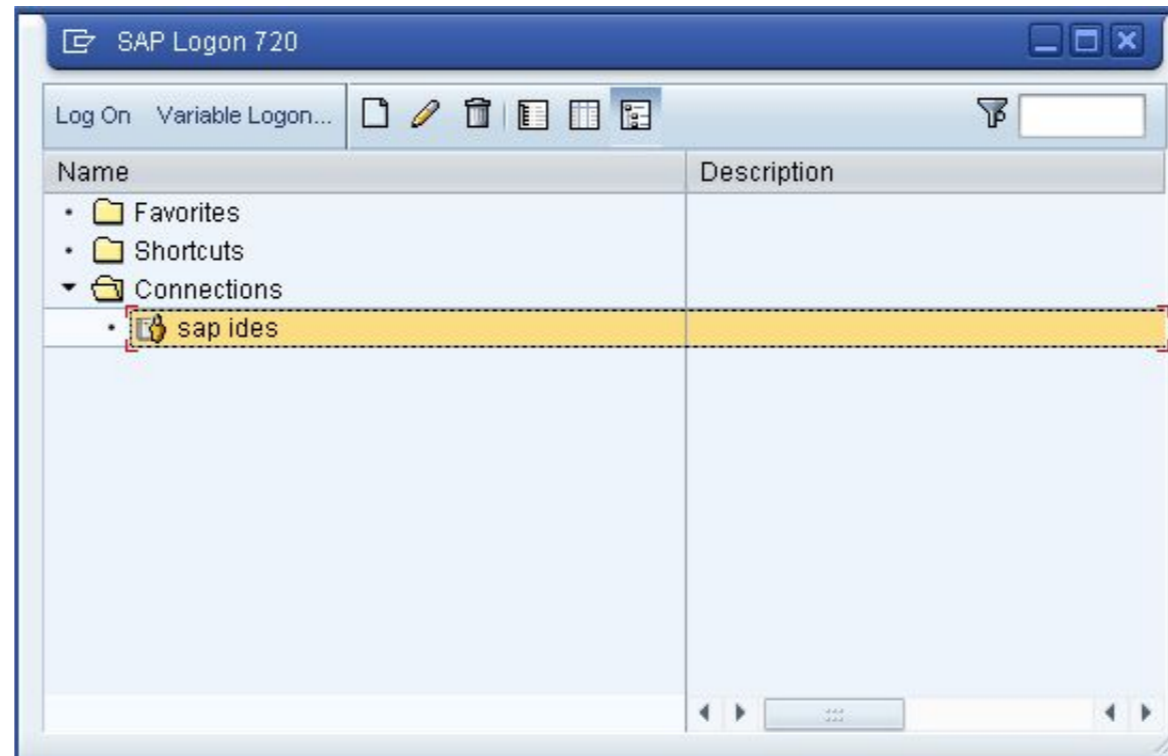 SAP Logon 720
Log On Variable Logon...
Name Description
Favorites
Shortcuts
Connections
sap ides